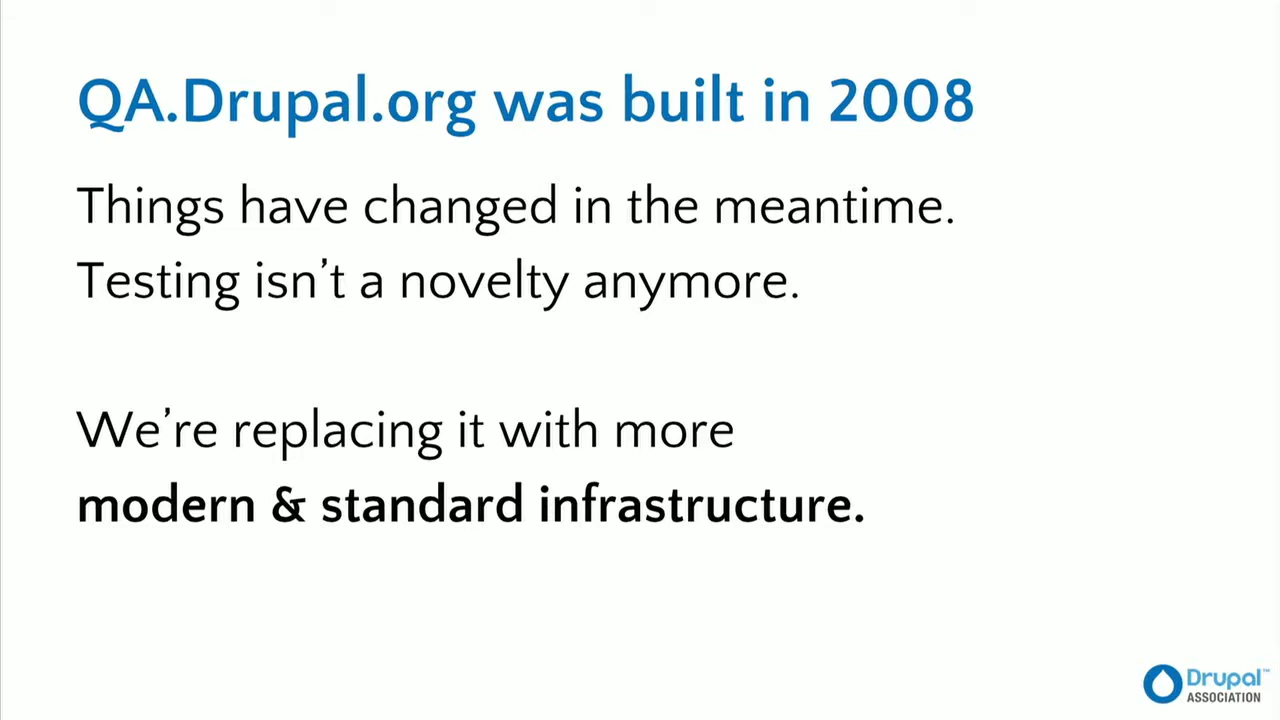 QA.Drupal.org was built in 2008
Things have changed in the meantime.
Testing isn’t a novelty anymore.
We’re replacing it with more
modern & standard infrastructure.
Drupal™
ASSOCIATION